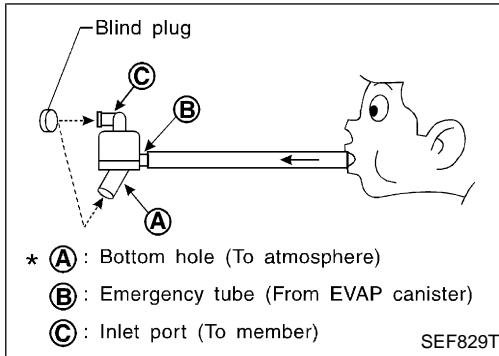 Blind plug
C
B
A
* A : Bottom hole (To atmosphere)
B : Emergency tube (From EVAP canister)
C : Inlet port (To member)
SEF829T